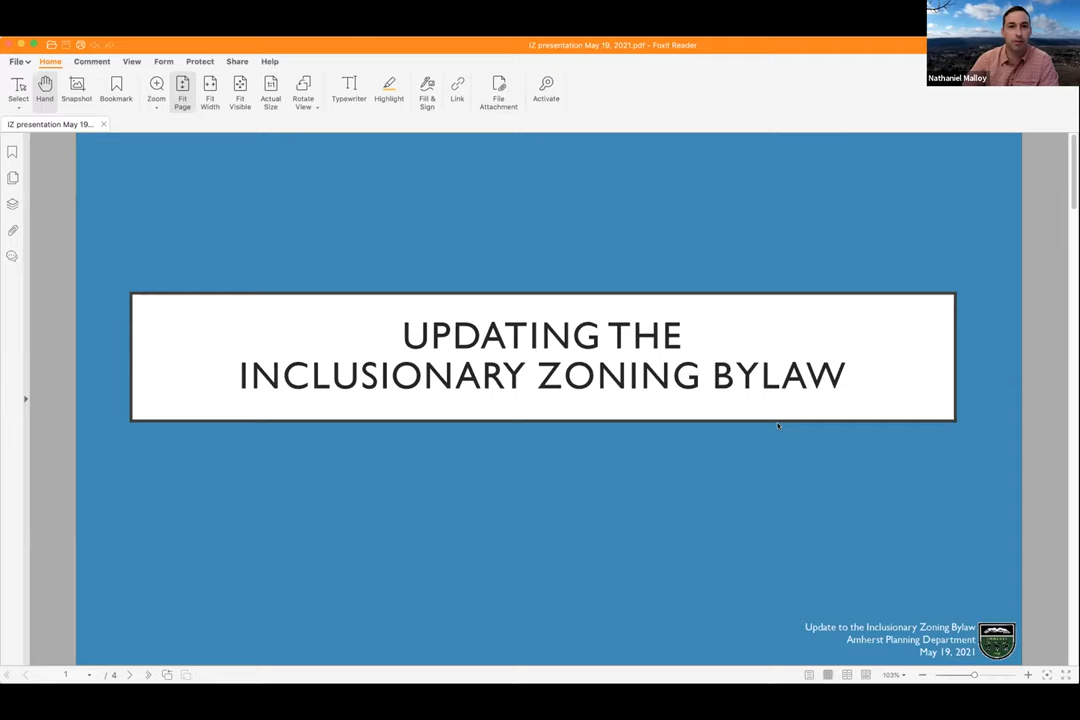 IZ presentation May 19, 2021.pdf - Foxit Reader
Nathaniel Malloy
File Home Comment View Form Protect Share Help
Select Hand Snapshot Bookmark Zoom Fit Page Fit Width Fit Visible Actual Size Rotate View Typewriter Highlight Fill & Sign Link File Attachment Activate
IZ presentation May 19...
UPDATING THE
INCLUSIONARY ZONING BYLAW
Update to the Inclusionary Zoning Bylaw
Amherst Planning Department
May 19, 2021
1 / 4 103%